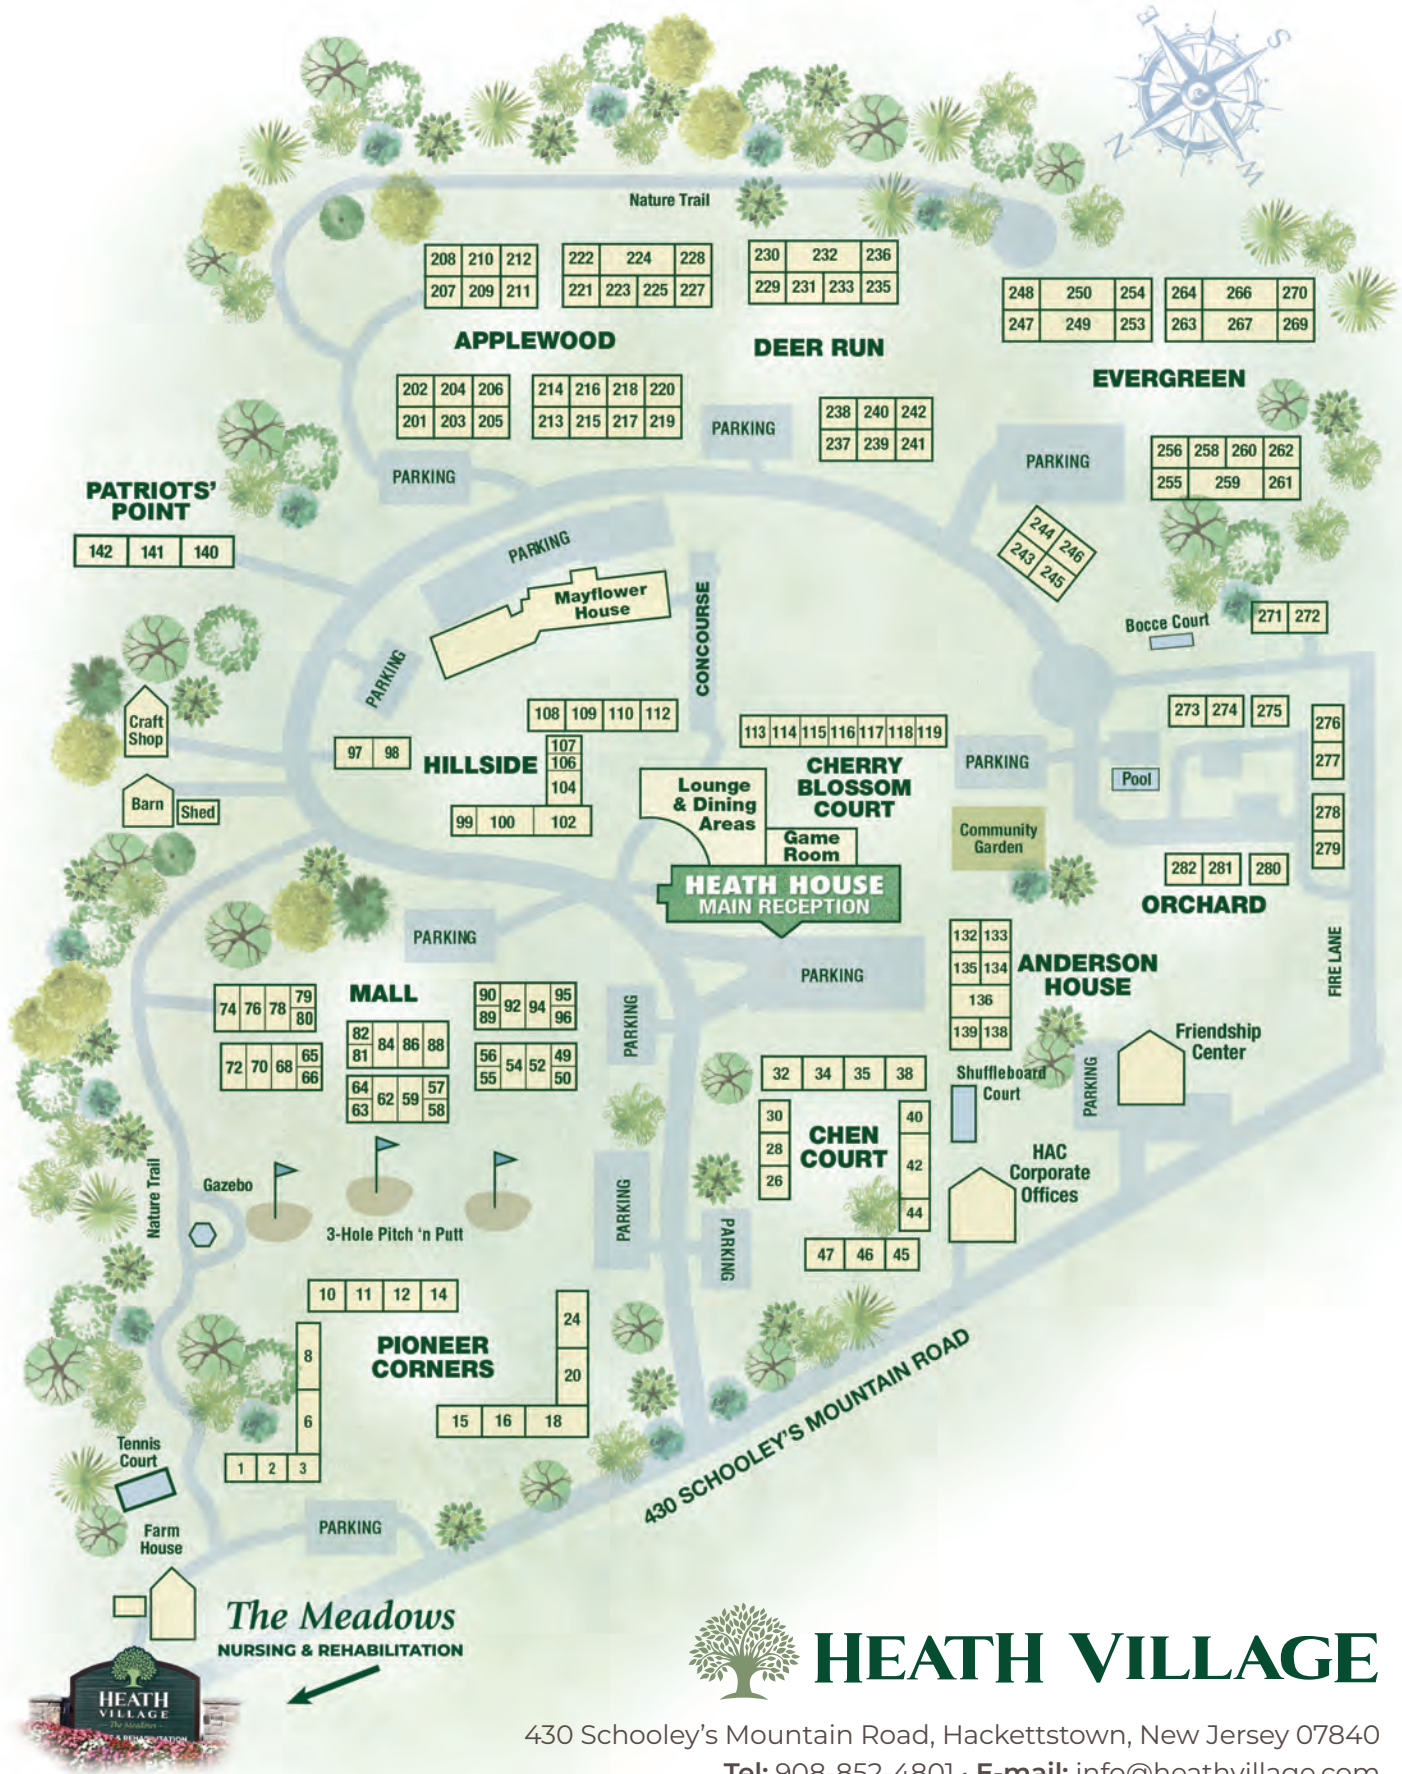 E
S
N
W
Nature Trail
208 210 212
207 209 211
222 224 228
221 223 225 227
230 232 236
229 231 233 235
248 250 254
247 249 253
264 266 270
263 267 269
APPLEWOOD
DEER RUN
EVERGREEN
202 204 206
201 203 205
214 216 218 220
213 215 217 219
PARKING
238 240 242
237 239 241
PARKING
PARKING
256 258 260 262
255 259 261
PATRIOTS'
POINT
142 141 140
PARKING
244 246
243 245
Mayflower
House
CONCOURSE
Bocce Court
271 272
PARKING
Craft
Shop
108 109 110 112
97 98
HILLSIDE
107
106
104
99 100 102
113 114 115 116 117 118 119
CHERRY
BLOSSOM
COURT
PARKING
273 274 275
276
277
278
279
Pool
Barn
Shed
Lounge
& Dining
Areas
Game
Room
Community
Garden
HEATH HOUSE
MAIN RECEPTION
282 281 280
ORCHARD
FIRE LANE
PARKING
PARKING
132 133
135 134
136
139 138
ANDERSON
HOUSE
MALL
74 76 78 79
80
72 70 68 65
66
82
81 84 86 88
64
63 62 59 57
58
90
89 92 94 95
96
56
55 54 52 49
50
PARKING
Friendship
Center
PARKING
Shuffleboard
Court
32 34 35 38
30
28
26
CHEN
COURT
40
42
44
47 46 45
HAC
Corporate
Offices
Nature Trail
Gazebo
3-Hole Pitch 'n Putt
PARKING
PARKING
10 11 12 14
8
6
1 2 3
PIONEER
CORNERS
24
20
15 16 18
430 SCHOOLEY'S MOUNTAIN ROAD
Tennis
Court
Farm
House
PARKING
The Meadows
NURSING & REHABILITATION
HEATH
VILLAGE
The Meadows
& REHABILITATION
HEATH VILLAGE
430 Schooley's Mountain Road, Hackettstown, New Jersey 07840
Tel: 908-852-4801 • E-mail: info@heathvillage.com